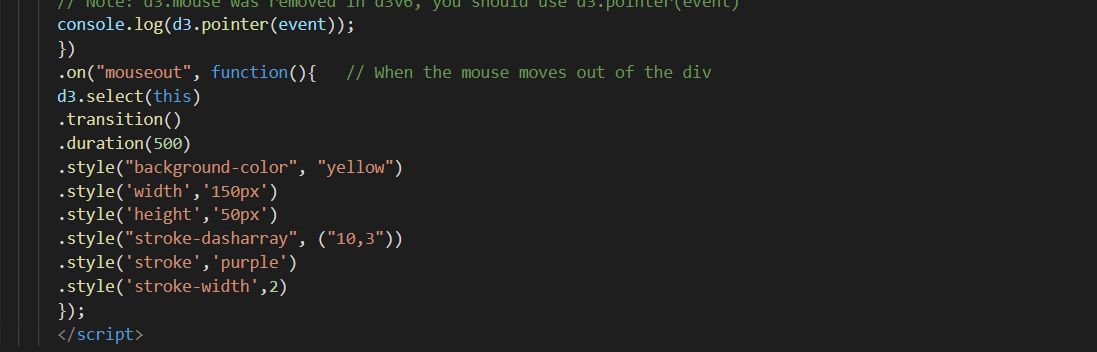 // Note: d3.mouse was removed in d3v6, you should use d3.pointer(event)
console.log(d3.pointer(event));
})
.on("mouseout", function(){   // When the mouse moves out of the div
d3.select(this)
.transition()
.duration(500)
.style("background-color", "yellow")
.style('width','150px')
.style('height','50px')
.style("stroke-dasharray", ("10,3"))
.style('stroke','purple')
.style('stroke-width',2)
});
</script>